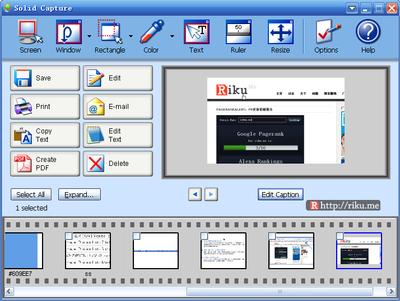 Solid Capture
Screen
Window
Rectangle
Color
Text
Ruler
Resize
Options
Help
Save
Edit
Print
E-mail
Copy
Text
Edit
Text
Create
PDF
Delete
Riku
Google Pagerank
Alexa Rankings
Select All
Expand...
Edit Caption
1 selected
R http://riku.me
#609EE7
ss